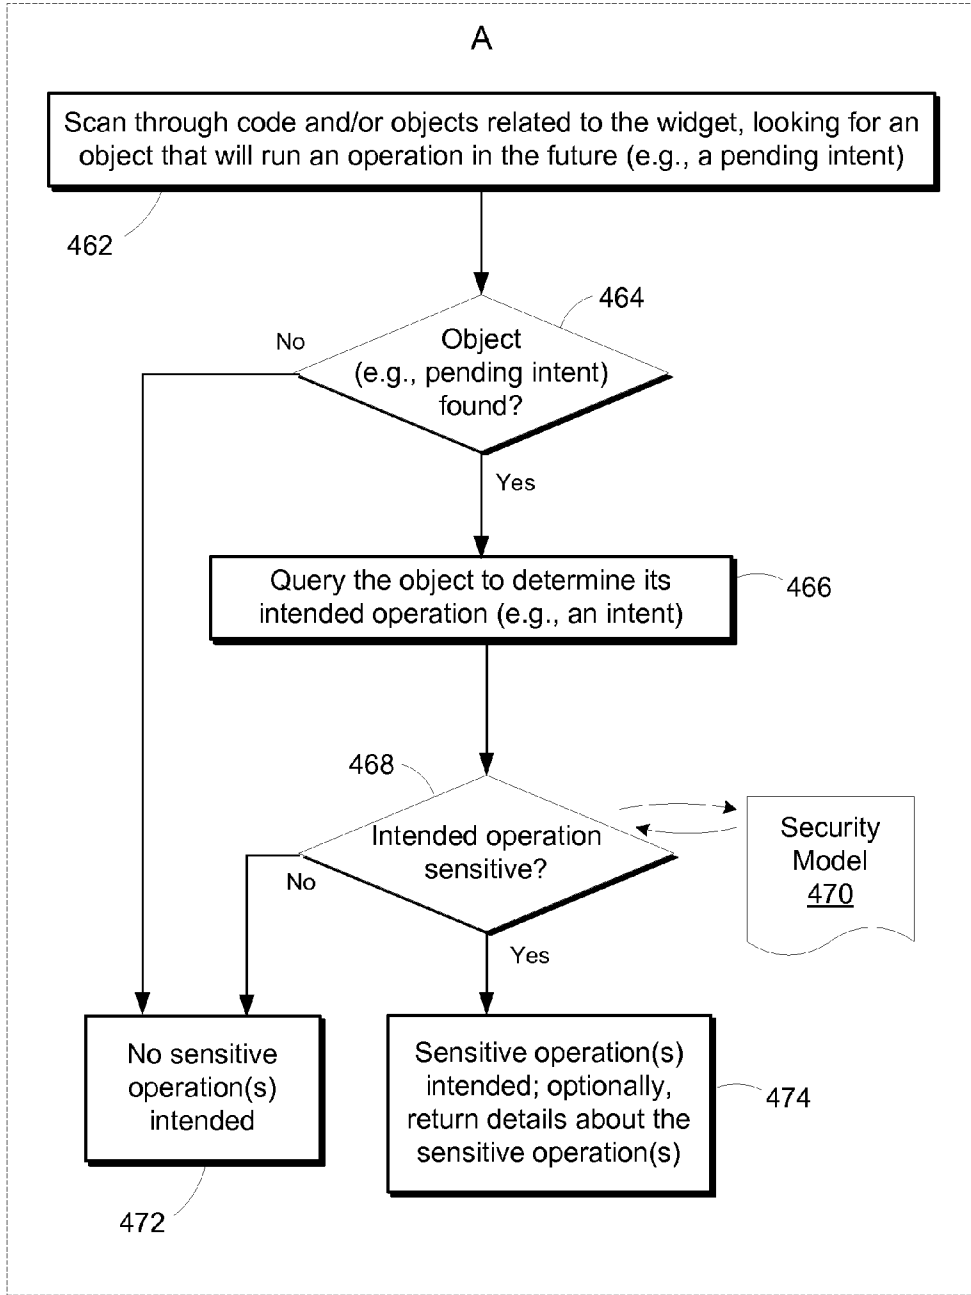 A
Scan through code and/or objects related to the widget, looking for an
object that will run an operation in the future (e.g., a pending intent)
462
464
No
Object
(e.g., pending intent)
found?
Yes
Query the object to determine its
intended operation (e.g., an intent)
466
468
Intended operation
sensitive?
No
Yes
Security
Model
470
No sensitive
operation(s)
intended
472
Sensitive operation(s)
intended; optionally,
return details about the
sensitive operation(s)
474